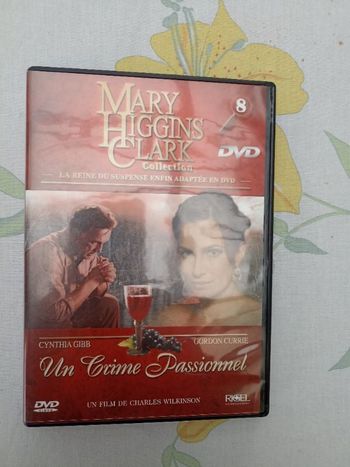 MARY
HIGGINS
CLARK
Collection
8
DVD
LA REINE DU SUSPENSE ENFIN ADAPTÉE EN DVD
CYNTHIA GIBB
GORDON CURRIE
Un Crime Passionnel
DVD
UN FILM DE CHARLES WILKINSON
RIGEL